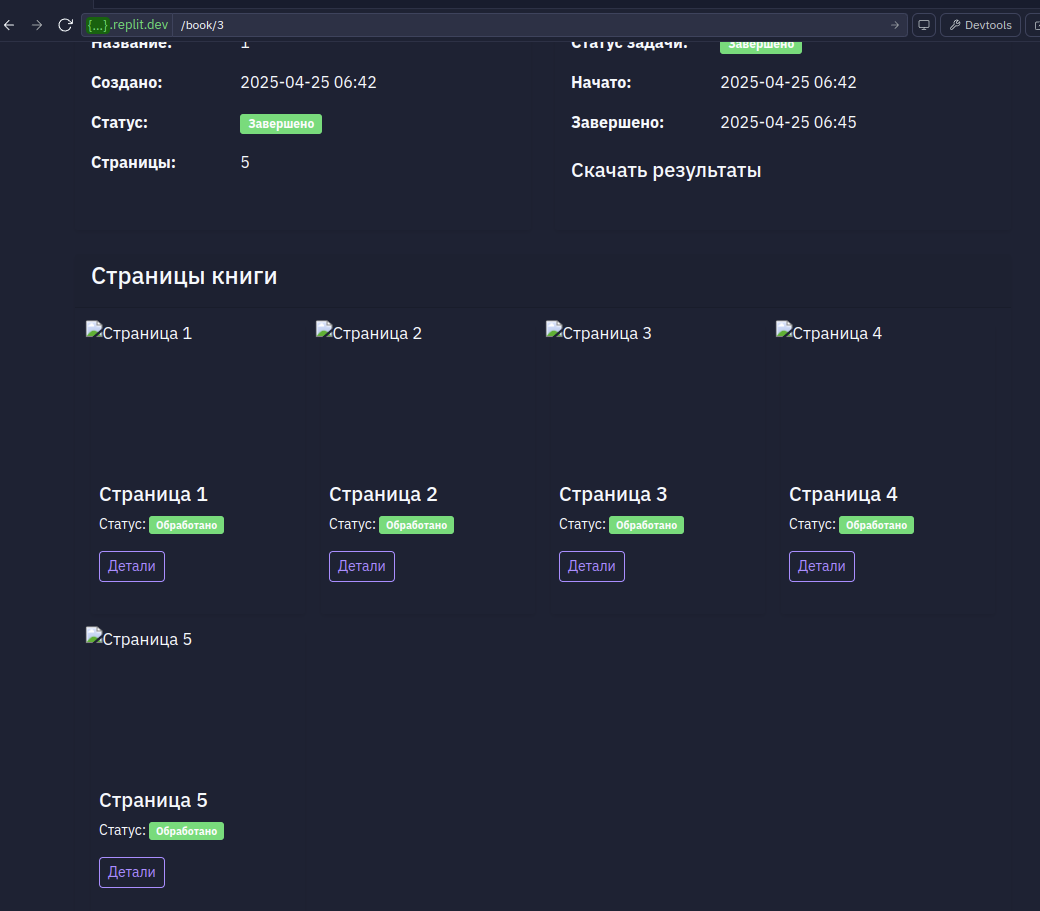 {...}.replit.dev /book/3
Devtools
Название: 1
Статус задачи: Завершено
Создано: 2025-04-25 06:42
Начато: 2025-04-25 06:42
Статус: Завершено
Завершено: 2025-04-25 06:45
Страницы: 5
Скачать результаты
Страницы книги
Страница 1 Страница 2 Страница 3 Страница 4
Страница 1 Страница 2 Страница 3 Страница 4
Статус: Обработано Статус: Обработано Статус: Обработано Статус: Обработано
Детали Детали Детали Детали
Страница 5
Страница 5
Статус: Обработано
Детали